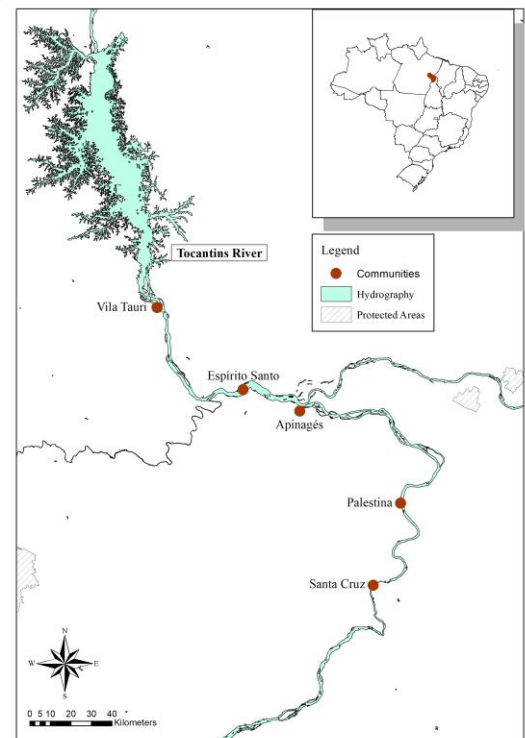 Tocantins River
Legend
Communities
Hydrography
Protected Areas
Vila Tauri
Espírito Santo
Apinagés
Palestina
Santa Cruz
N
W E
S
0 5 10 20 30 40
Kilometers